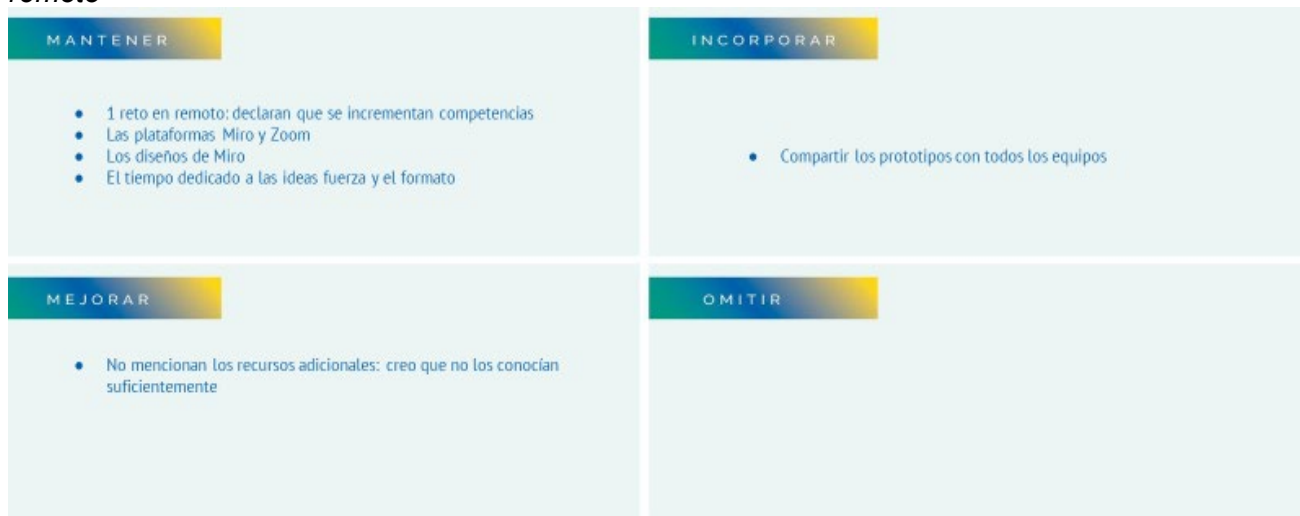 remoto
MANTENER
● 1 reto en remoto: declaran que se incrementan competencias
● Las plataformas Miro y Zoom
● Los diseños de Miro
● El tiempo dedicado a las ideas fuerza y el formato
INCORPORAR
● Compartir los prototipos con todos los equipos
MEJORAR
● No mencionan los recursos adicionales: creo que no los conocían
suficientemente
OMITIR